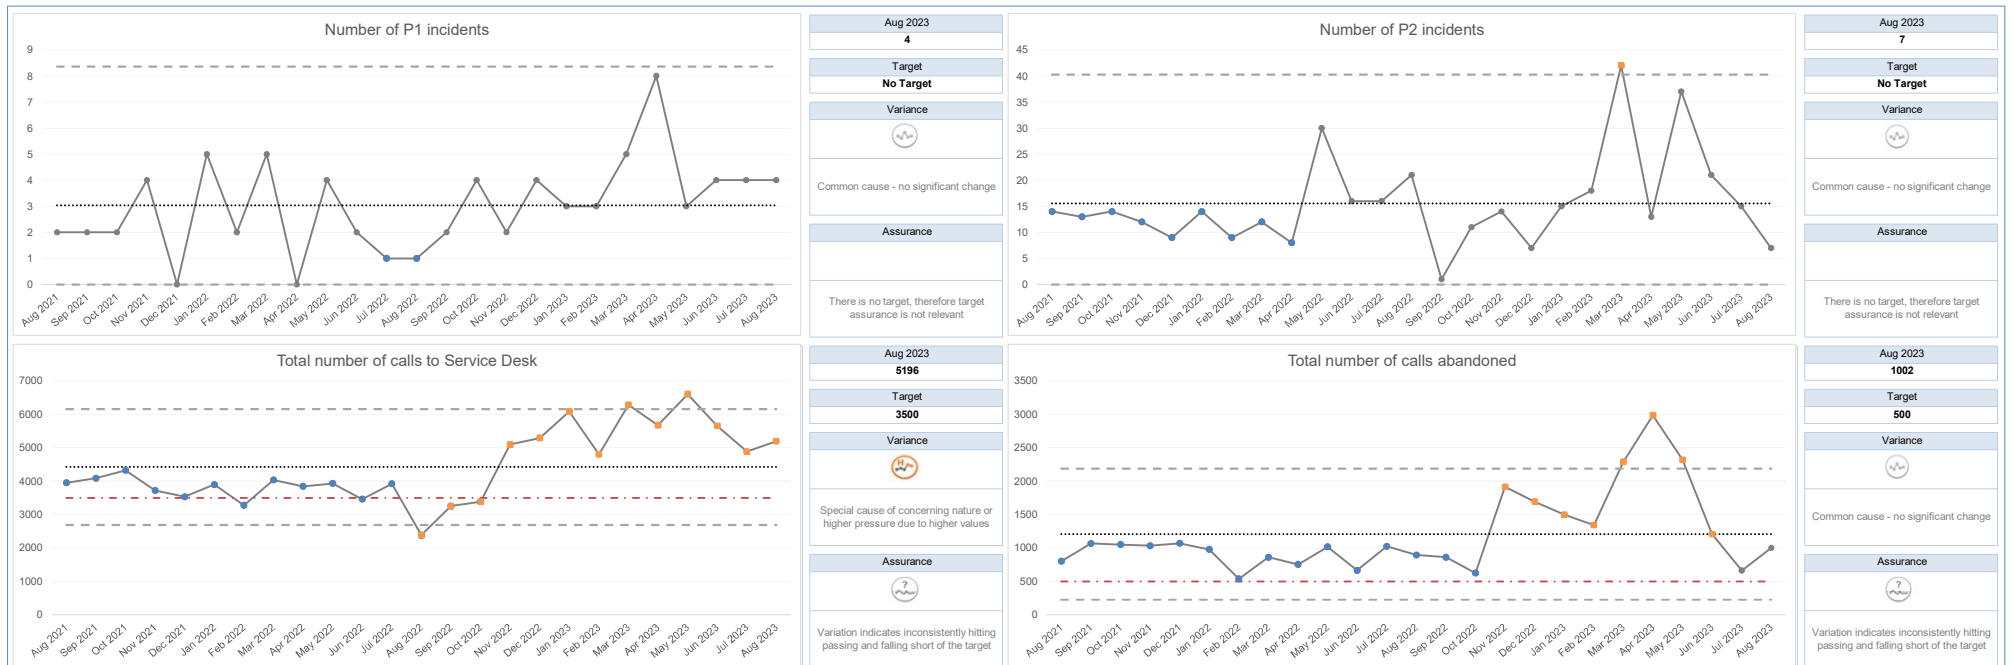 Number of P1 incidents
9
8
7
6
5
4
3
2
1
0
Aug 2021
Sep 2021
Oct 2021
Nov 2021
Dec 2021
Jan 2022
Feb 2022
Mar 2022
Apr 2022
May 2022
Jun 2022
Jul 2022
Aug 2022
Sep 2022
Oct 2022
Nov 2022
Dec 2022
Jan 2023
Feb 2023
Mar 2023
Apr 2023
May 2023
Jun 2023
Jul 2023
Aug 2023
Aug 2023
4
Target
No Target
Variance
Common cause - no significant change
Assurance
There is no target, therefore target
assurance is not relevant
Number of P2 incidents
45
40
35
30
25
20
15
10
5
0
Aug 2021
Sep 2021
Oct 2021
Nov 2021
Dec 2021
Jan 2022
Feb 2022
Mar 2022
Apr 2022
May 2022
Jun 2022
Jul 2022
Aug 2022
Sep 2022
Oct 2022
Nov 2022
Dec 2022
Jan 2023
Feb 2023
Mar 2023
Apr 2023
May 2023
Jun 2023
Jul 2023
Aug 2023
Aug 2023
7
Target
No Target
Variance
Common cause - no significant change
Assurance
There is no target, therefore target
assurance is not relevant
Total number of calls to Service Desk
7000
6000
5000
4000
3000
2000
1000
0
Aug 2021
Sep 2021
Oct 2021
Nov 2021
Dec 2021
Jan 2022
Feb 2022
Mar 2022
Apr 2022
May 2022
Jun 2022
Jul 2022
Aug 2022
Sep 2022
Oct 2022
Nov 2022
Dec 2022
Jan 2023
Feb 2023
Mar 2023
Apr 2023
May 2023
Jun 2023
Jul 2023
Aug 2023
Aug 2023
5196
Target
3500
Variance
H
Special cause of concerning nature or
higher pressure due to higher values
Assurance
?
Variation indicates inconsistently hitting
passing and falling short of the target
Total number of calls abandoned
3500
3000
2500
2000
1500
1000
500
0
Aug 2021
Sep 2021
Oct 2021
Nov 2021
Dec 2021
Jan 2022
Feb 2022
Mar 2022
Apr 2022
May 2022
Jun 2022
Jul 2022
Aug 2022
Sep 2022
Oct 2022
Nov 2022
Dec 2022
Jan 2023
Feb 2023
Mar 2023
Apr 2023
May 2023
Jun 2023
Jul 2023
Aug 2023
Aug 2023
1002
Target
500
Variance
Common cause - no significant change
Assurance
?
Variation indicates inconsistently hitting
passing and falling short of the target